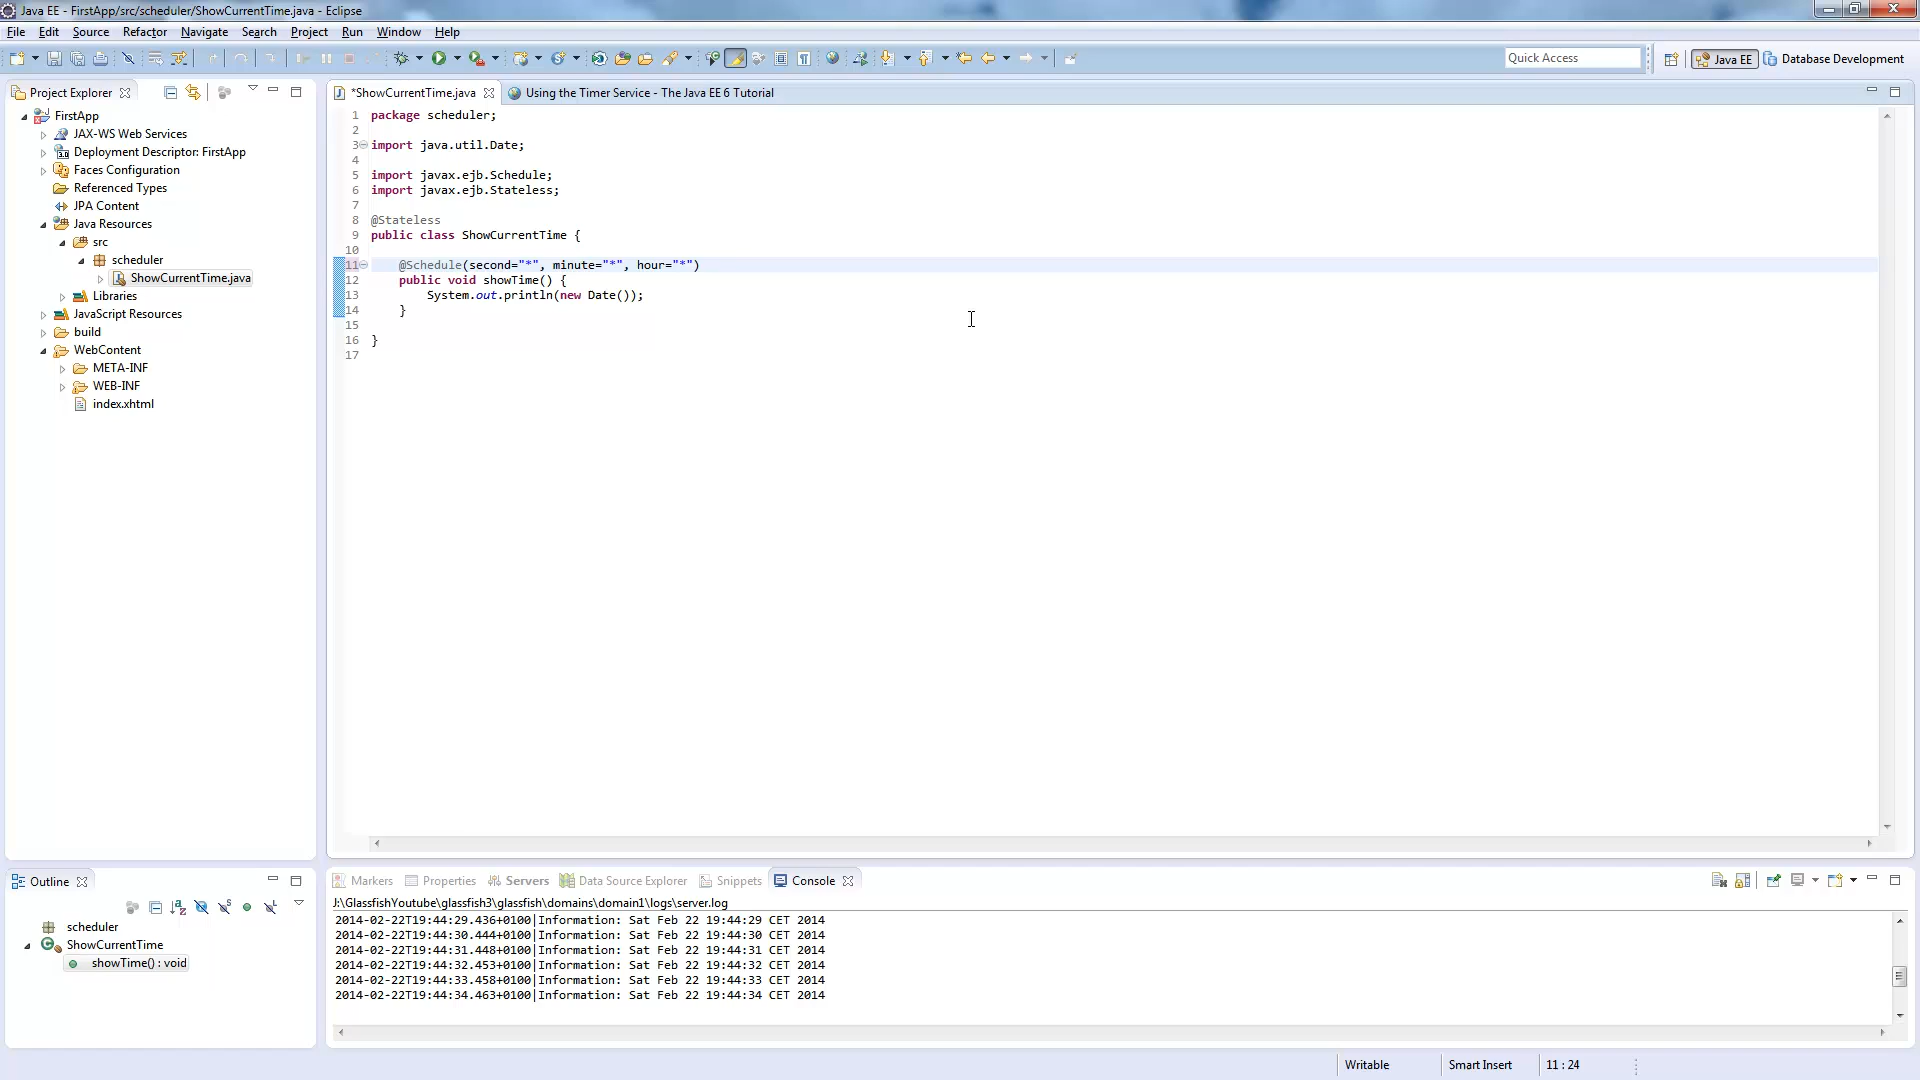 Java EE - FirstApp/src/scheduler/ShowCurrentTime.java - Eclipse
File Edit Source Refactor Navigate Search Project Run Window Help
Quick Access
Java EE
Database Development
Project Explorer
FirstApp
JAX-WS Web Services
Deployment Descriptor: FirstApp
Faces Configuration
Referenced Types
JPA Content
Java Resources
src
scheduler
ShowCurrentTime.java
Libraries
JavaScript Resources
build
WebContent
META-INF
WEB-INF
index.xhtml
*ShowCurrentTime.java
Using the Timer Service - The Java EE 6 Tutorial
1 package scheduler;
2
3 import java.util.Date;
4
5 import javax.ejb.Schedule;
6 import javax.ejb.Stateless;
7
8 @Stateless
9 public class ShowCurrentTime {
10
11 @Schedule(second="*", minute="*", hour="*")
12 public void showTime() {
13 System.out.println(new Date());
14 }
15
16 }
17
Outline
scheduler
ShowCurrentTime
showTime() : void
Markers Properties Servers Data Source Explorer Snippets Console
J:\GlassfishYoutube\glassfish3\glassfish\domains\domain1\logs\server.log
2014-02-22T19:44:29.436+0100|Information: Sat Feb 22 19:44:29 CET 2014
2014-02-22T19:44:30.444+0100|Information: Sat Feb 22 19:44:30 CET 2014
2014-02-22T19:44:31.448+0100|Information: Sat Feb 22 19:44:31 CET 2014
2014-02-22T19:44:32.453+0100|Information: Sat Feb 22 19:44:32 CET 2014
2014-02-22T19:44:33.458+0100|Information: Sat Feb 22 19:44:33 CET 2014
2014-02-22T19:44:34.463+0100|Information: Sat Feb 22 19:44:34 CET 2014
Writable
Smart Insert
11 : 24